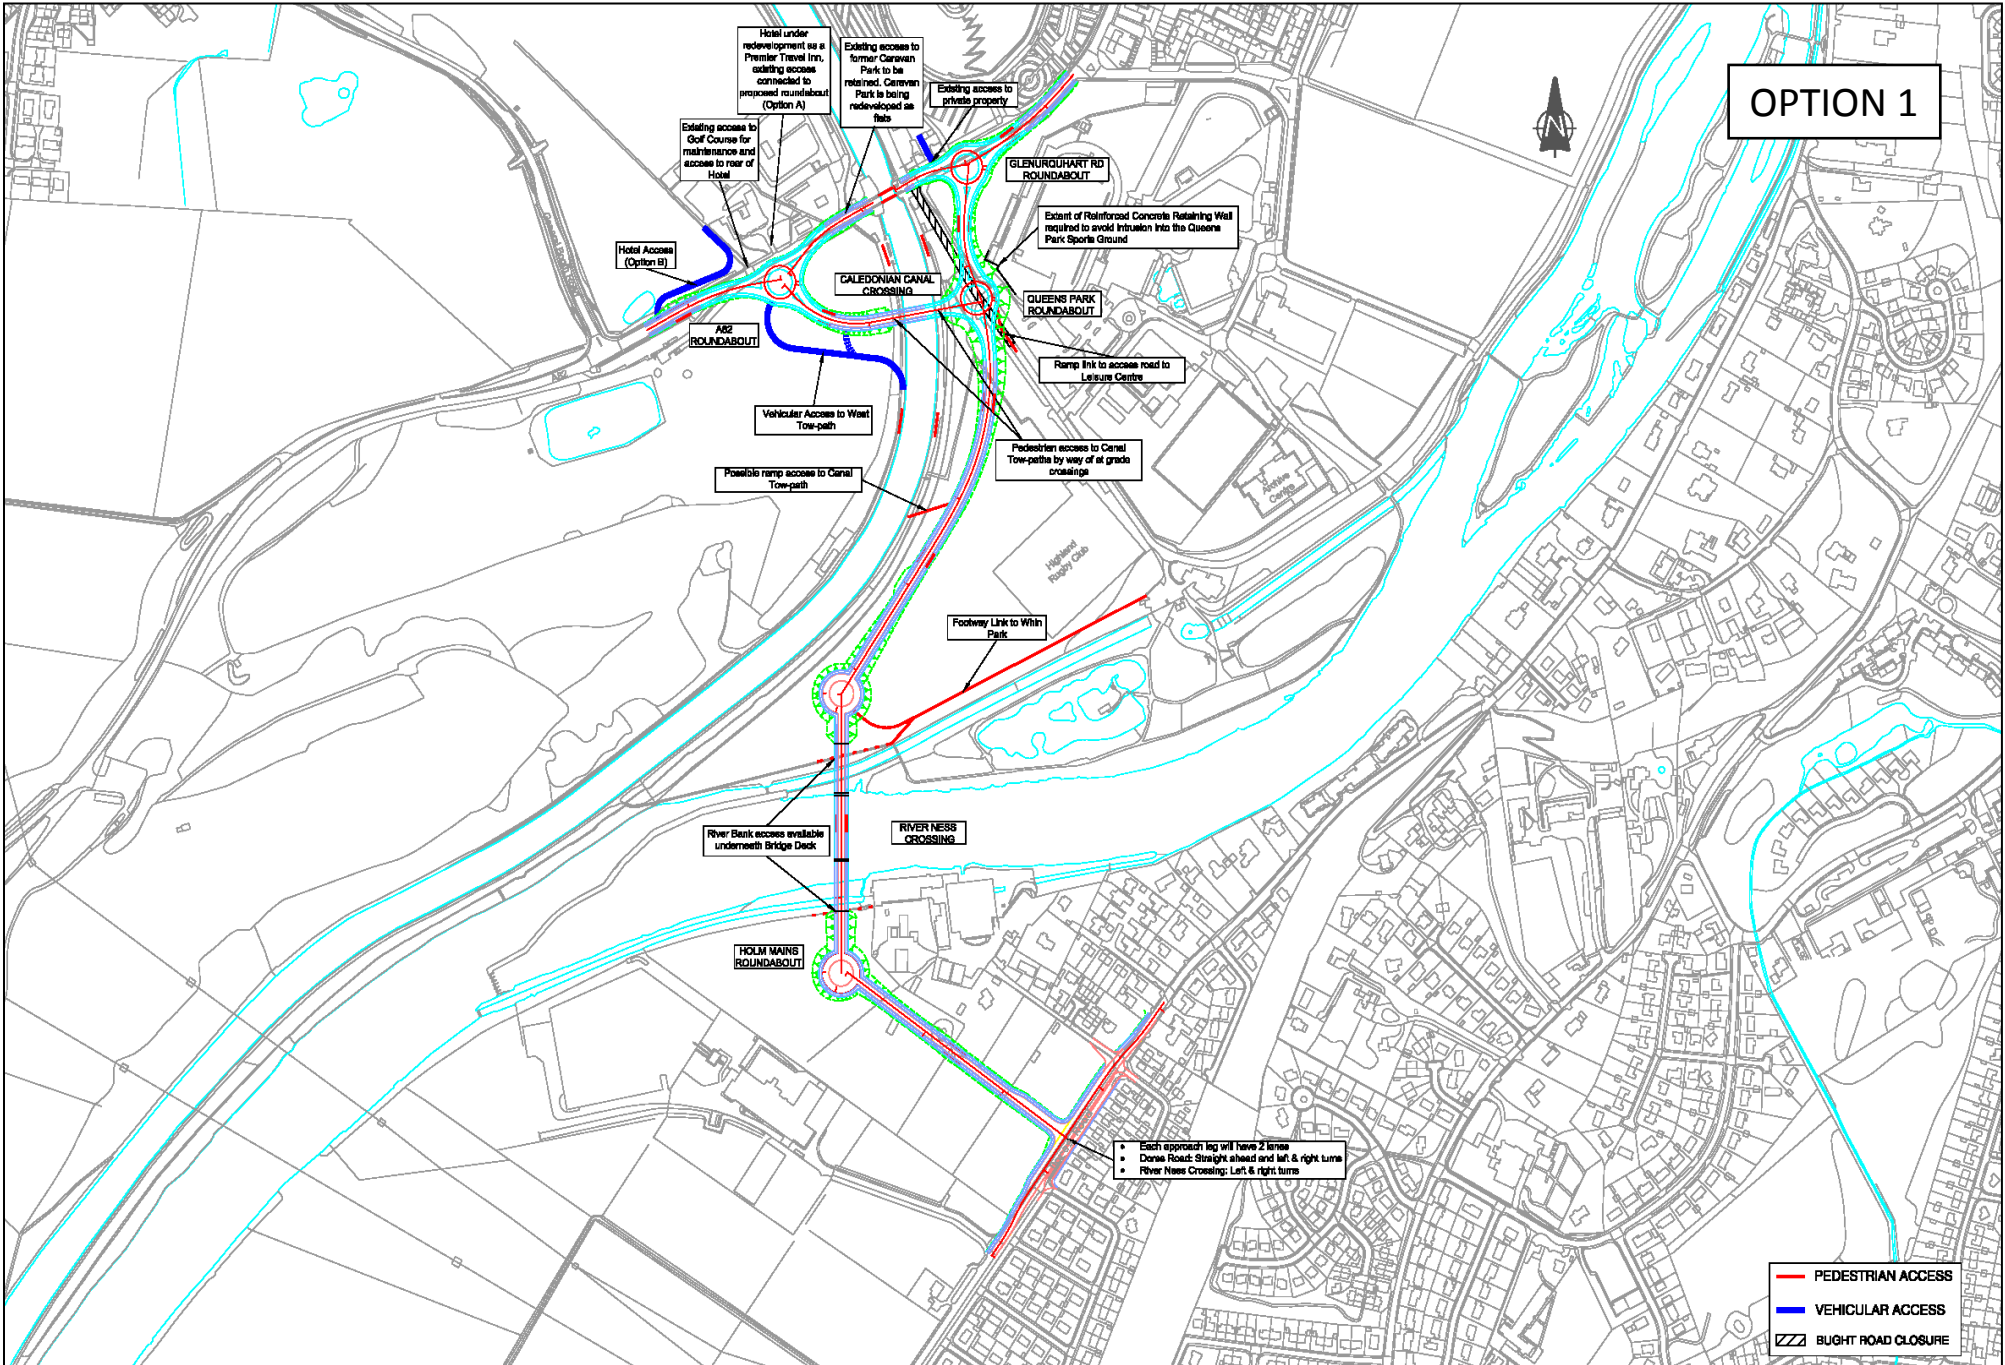 OPTION 1
N
Hotel under
redevelopment as a
Premier Travel Inn,
existing access
connected to
proposed roundabout
(Option A)
Existing access to
former Caravan
Park to be
retained. Caravan
Park is being
redeveloped as
flats
Existing access to
private property
Existing access to
Golf Course for
maintenance and
access to rear of
Hotel
GLENURQUHART RD
ROUNDABOUT
Extent of Reinforced Concrete Retaining Wall
required to avoid intrusion into the Queens
Park Sports Ground
Hotel Access
(Option B)
CALEDONIAN CANAL
CROSSING
QUEENS PARK
ROUNDABOUT
A82
ROUNDABOUT
A82
Ramp link to access road to
Leisure Centre
Vehicular Access to West
Tow-path
Pedestrian access to Canal
Tow-paths by way of at grade
crossings
Possible ramp access to Canal
Tow-path
Archive
Centre
Highland
Rugby Club
Footway Link to Whin
Park
River Bank access available
underneath Bridge Deck
RIVER NESS
CROSSING
HOLM MAINS
ROUNDABOUT
• Each approach leg will have 2 lanes
• Dores Road: Straight ahead and left & right turns
• River Ness Crossing: Left & right turns
PEDESTRIAN ACCESS
VEHICULAR ACCESS
BUGHT ROAD CLOSURE